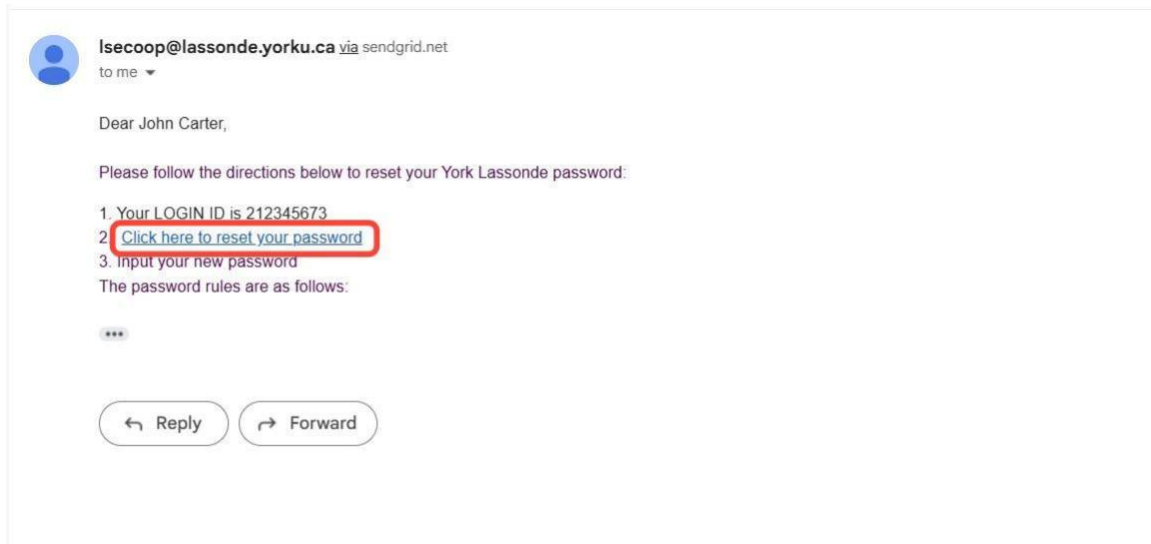 lsecoop@lassonde.yorku.ca via sendgrid.net
to me
Dear John Carter,
Please follow the directions below to reset your York Lassonde password:
1. Your LOGIN ID is 212345673
2. Click here to reset your password
3. Input your new password
The password rules are as follows:
Reply Forward